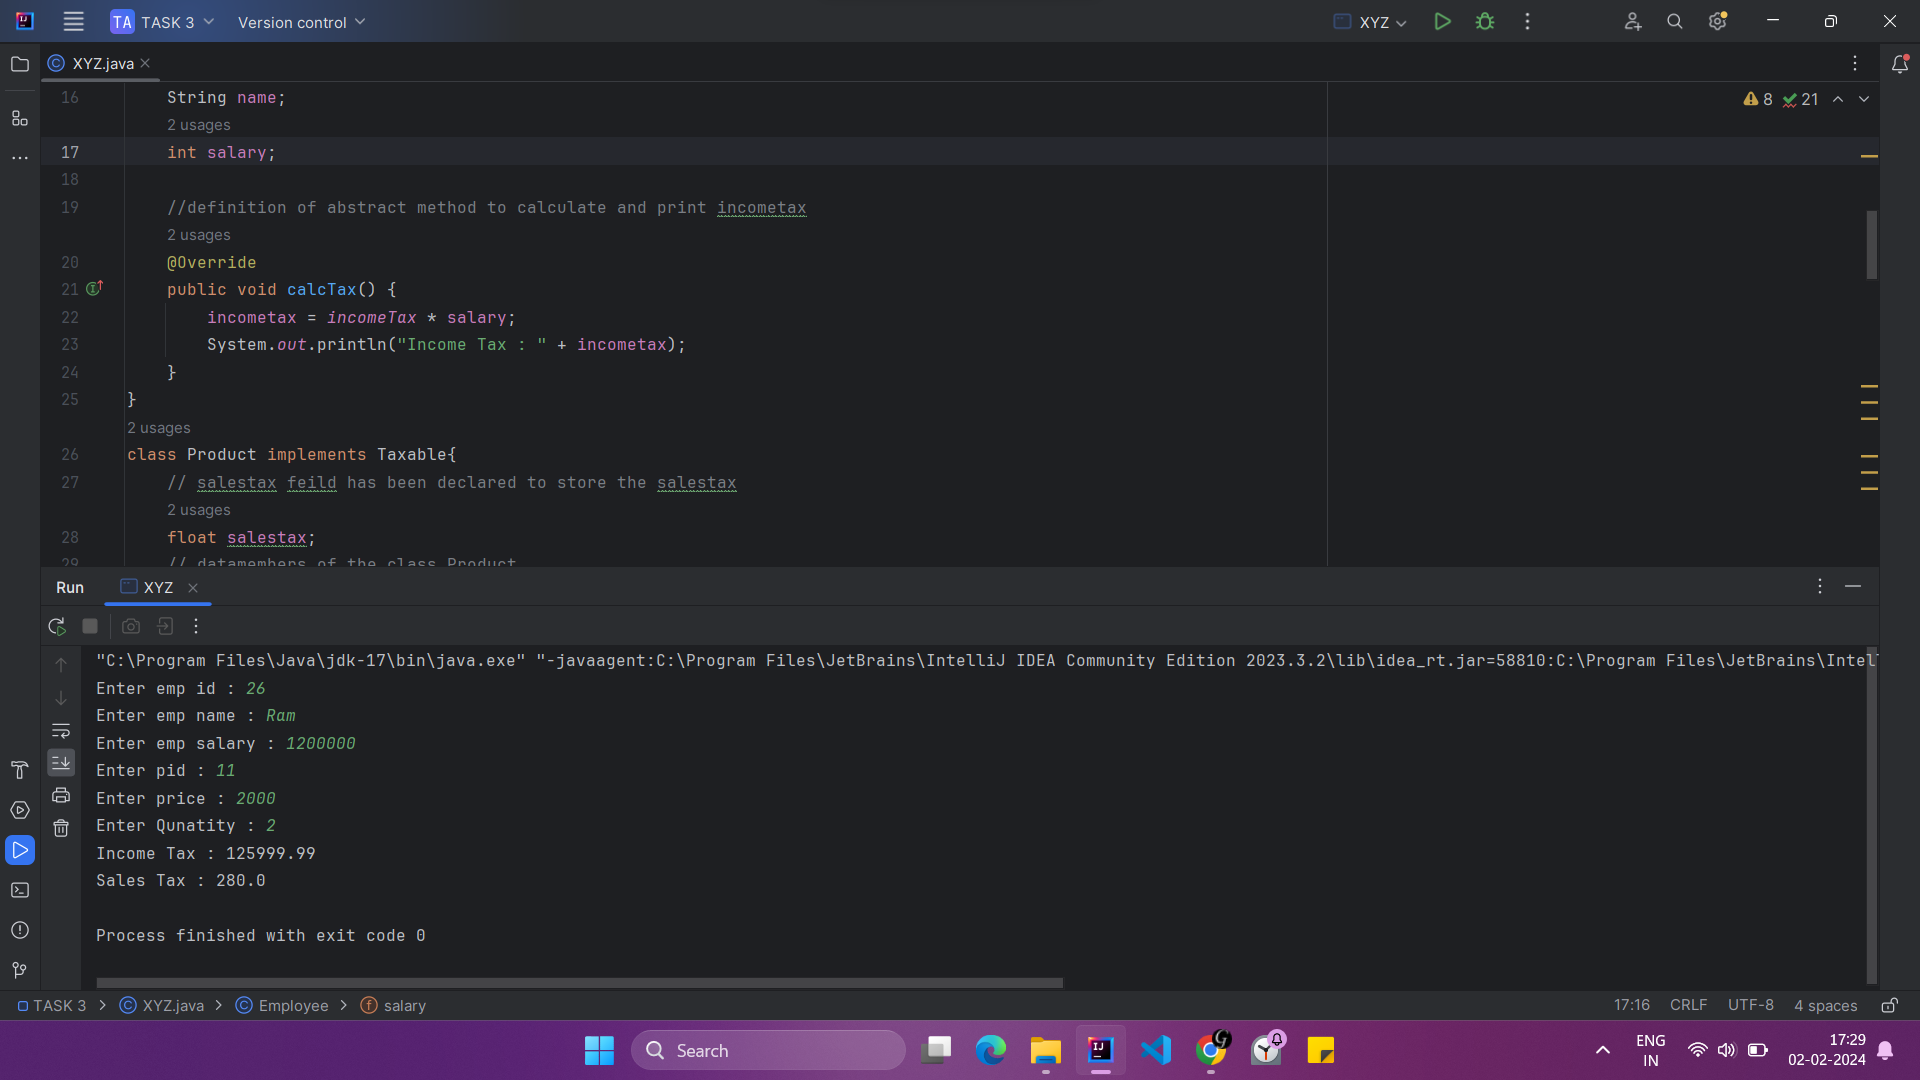 TA TASK 3 Version control XYZ
XYZ.java
8 21
16 String name;
2 usages
17 int salary;
18
19 //definition of abstract method to calculate and print incometax
2 usages
20 @Override
21 public void calcTax() {
22 incometax = incomeTax * salary;
23 System.out.println("Income Tax : " + incometax);
24 }
25 }
2 usages
26 class Product implements Taxable{
27 // salestax feild has been declared to store the salestax
2 usages
28 float salestax;
29 // datamembers of the class Product
Run XYZ
"C:\Program Files\Java\jdk-17\bin\java.exe" "-javaagent:C:\Program Files\JetBrains\IntelliJ IDEA Community Edition 2023.3.2\lib\idea_rt.jar=58810:C:\Program Files\JetBrains\Intel
Enter emp id : 26
Enter emp name : Ram
Enter emp salary : 1200000
Enter pid : 11
Enter price : 2000
Enter Qunatity : 2
Income Tax : 125999.99
Sales Tax : 280.0
Process finished with exit code 0
TASK 3 > XYZ.java > Employee > salary 17:16 CRLF UTF-8 4 spaces
Search
ENG
IN
17:29
02-02-2024